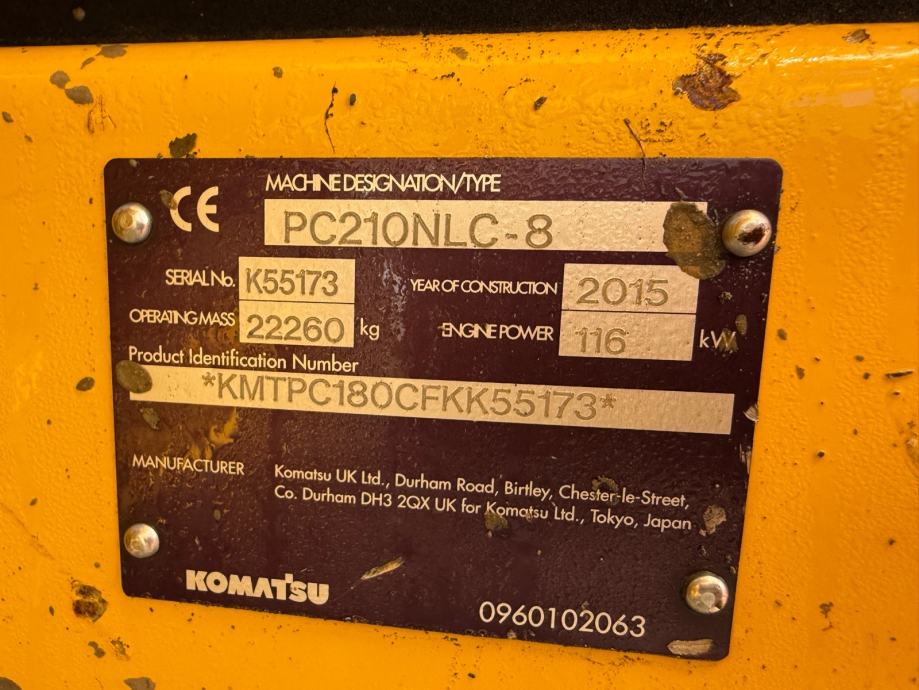 CE
MACHINE DESIGNATION/TYPE
PC210NLC-8
SERIAL No. K55173 YEAR OF CONSTRUCTION 2015
OPERATING MASS 22260 kg ENGINE POWER 116 kW
Product Identification Number
*KMTPC180CFKK55173*
MANUFACTURER Komatsu UK Ltd., Durham Road, Birtley, Chester-le-Street,
Co. Durham DH3 2QX UK for Komatsu Ltd., Tokyo, Japan
KOMATSU
0960102063